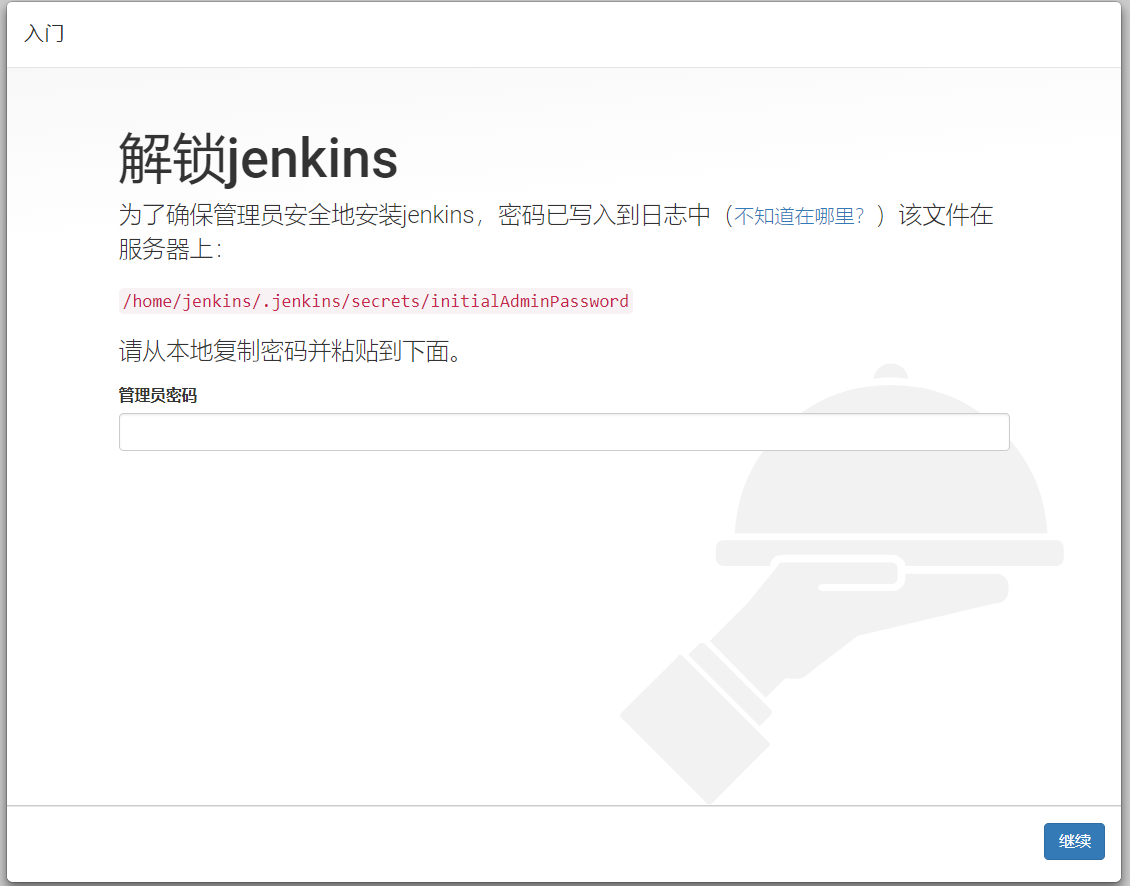 入门
解锁jenkins
为了确保管理员安全地安装jenkins，密码已写入到日志中（不知道在哪里？）该文件在
服务器上：
/home/jenkins/.jenkins/secrets/initialAdminPassword
请从本地复制密码并粘贴到下面。
管理员密码
继续